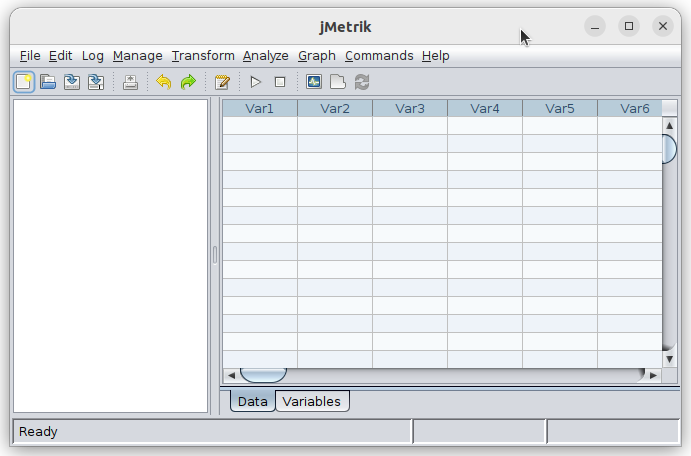 jMetrik
File Edit Log Manage Transform Analyze Graph Commands Help
Var1 Var2 Var3 Var4 Var5 Var6
Data Variables
Ready